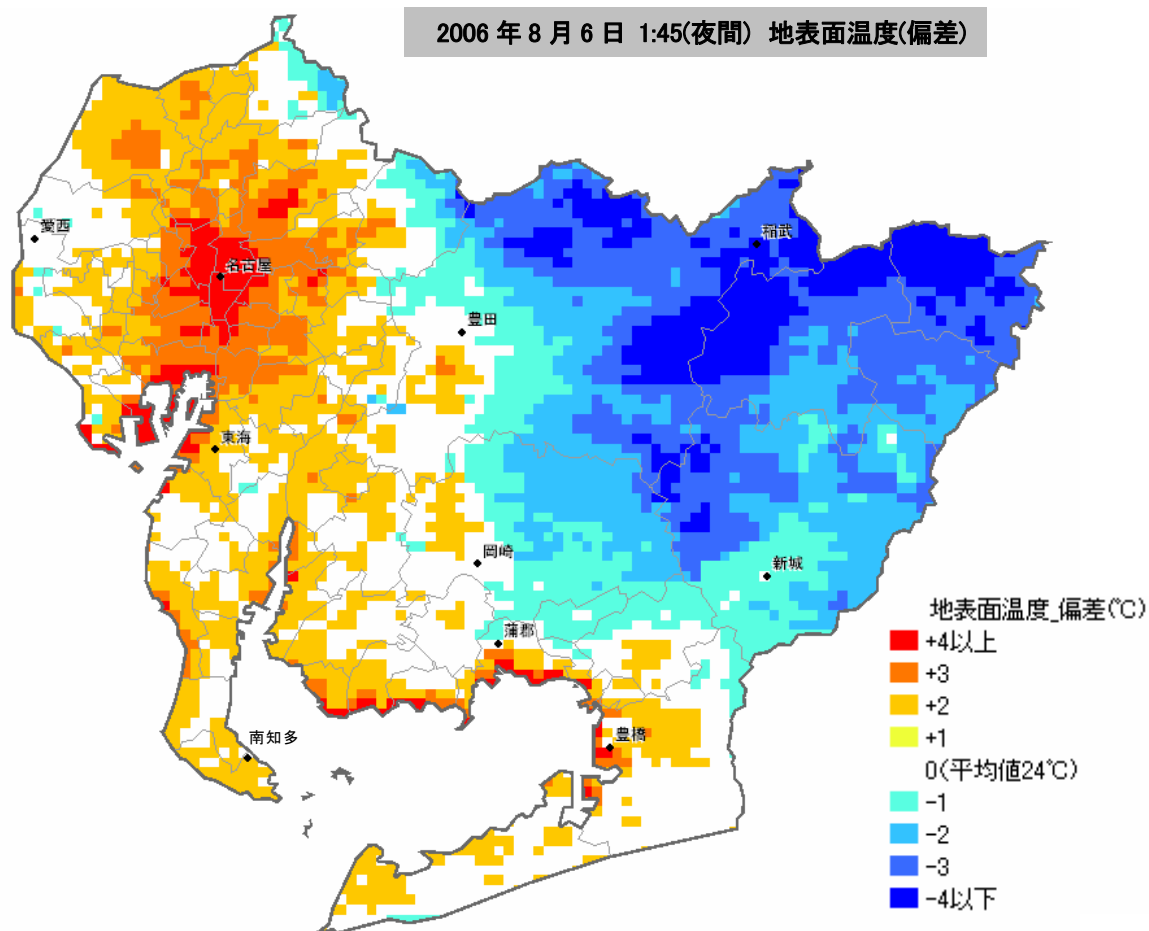 2006 年 8 月 6 日 1:45(夜間) 地表面温度(偏差)
愛西
名古屋
稲武
豊田
東海
岡崎
新城
蒲郡
南知多
豊橋
地表面温度_偏差(℃)
+4以上
+3
+2
+1
0(平均値24℃)
-1
-2
-3
-4以下